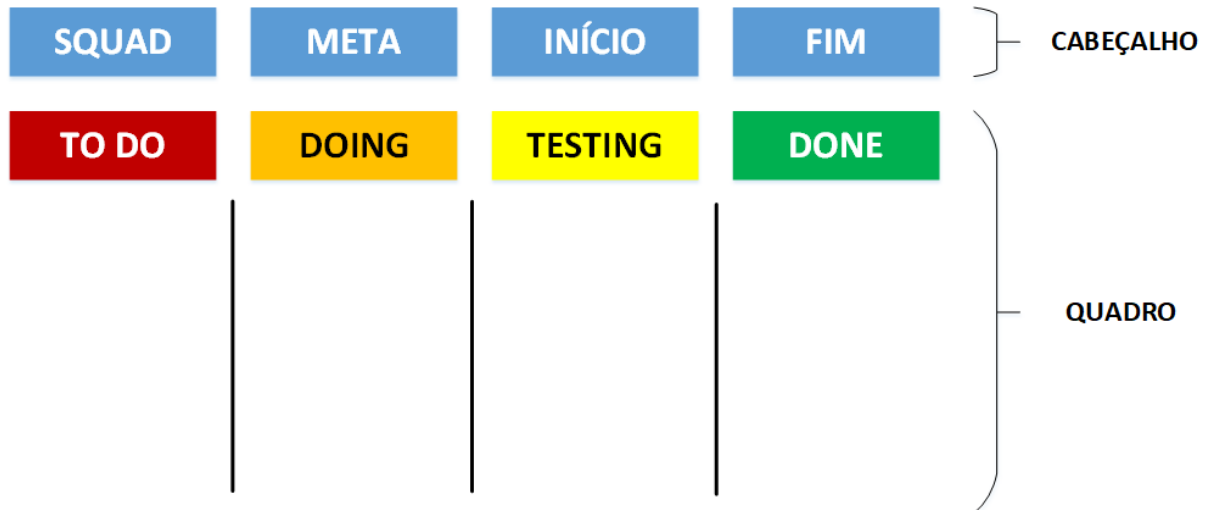 SQUAD META INÍCIO FIM CABEÇALHO
TO DO DOING TESTING DONE
QUADRO